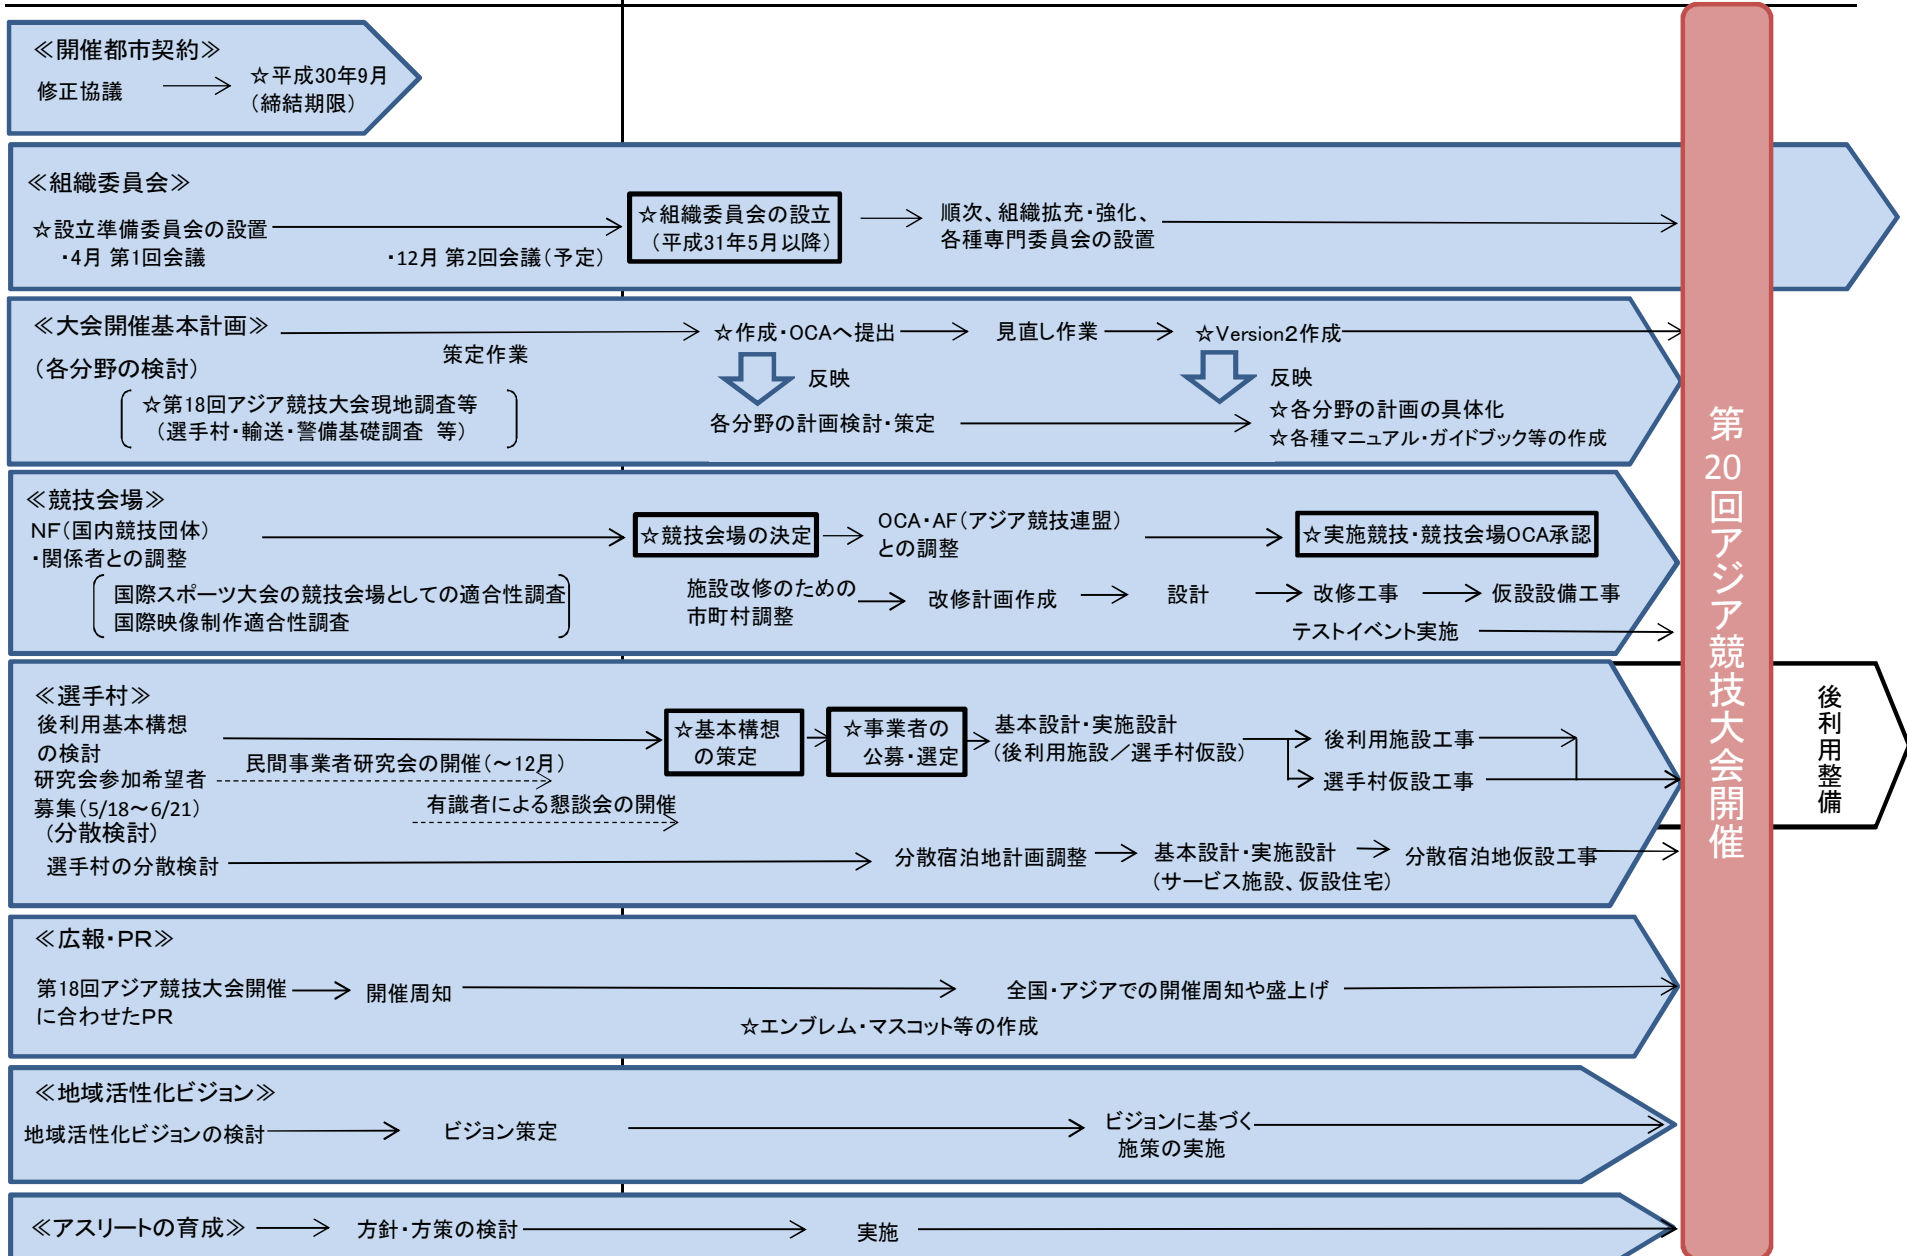 ≪開催都市契約≫
修正協議
☆平成30年9月
(締結期限)
≪組織委員会≫
☆設立準備委員会の設置
・4月 第1回会議
・12月 第2回会議(予定)
☆組織委員会の設立
(平成31年5月以降)
順次、組織拡充・強化、
各種専門委員会の設置
≪大会開催基本計画≫
策定作業
☆作成・OCAへ提出
見直し作業
☆Version2作成
(各分野の検討)
☆第18回アジア競技大会現地調査等
(選手村・輸送・警備基礎調査 等)
反映
各分野の計画検討・策定
反映
☆各分野の計画の具体化
☆各種マニュアル・ガイドブック等の作成
≪競技会場≫
NF(国内競技団体)
・関係者との調整
☆競技会場の決定
OCA・AF(アジア競技連盟)
との調整
☆実施競技・競技会場OCA承認
国際スポーツ大会の競技会場としての適合性調査
国際映像制作適合性調査
施設改修のための
市町村調整
改修計画作成
設計
改修工事
仮設設備工事
テストイベント実施
≪選手村≫
後利用基本構想
の検討
研究会参加希望者
募集(5/18～6/21)
民間事業者研究会の開催(～12月)
有識者による懇談会の開催
☆基本構想
の策定
☆事業者の
公募・選定
基本設計・実施設計
(後利用施設／選手村仮設)
後利用施設工事
選手村仮設工事
(分散検討)
選手村の分散検討
分散宿泊地計画調整
基本設計・実施設計
(サービス施設、仮設住宅)
分散宿泊地仮設工事
≪広報・PR≫
第18回アジア競技大会開催
に合わせたPR
開催周知
全国・アジアでの開催周知や盛上げ
☆エンブレム・マスコット等の作成
≪地域活性化ビジョン≫
地域活性化ビジョンの検討
ビジョン策定
ビジョンに基づく
施策の実施
≪アスリートの育成≫
方針・方策の検討
実施
第20回アジア競技大会開催
後利用整備